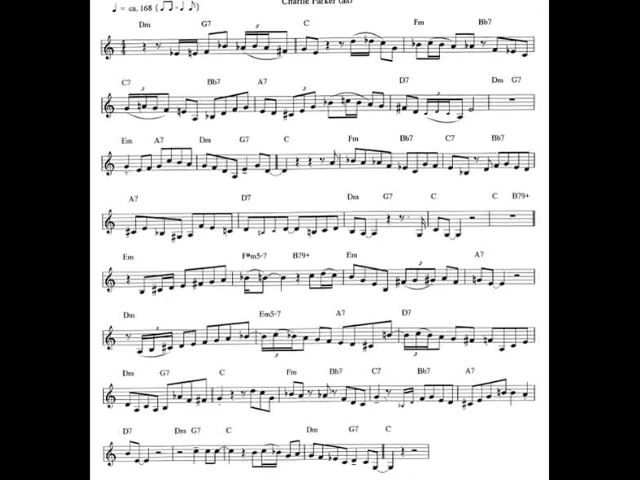 Charlie Parker (as)
♩ = ca. 168 (♫ = ♩ ♪)
Dm G7 C Fm Bb7
C7 Bb7 A7 D7 Dm G7
Em A7 Dm G7 C Fm Bb7 C7 Bb7
A7 D7 Dm G7 C C B79+
Em F#m5-7 B79+ Em A7
Dm Em5-7 A7 D7
Dm G7 C Fm Bb7 C7 Bb7 A7
D7 Dm G7 C Dm G7 C